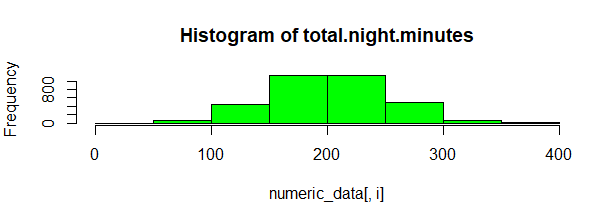 Histogram of total.night.minutes
Frequency
800
0
0 100 200 300 400
numeric_data[, i]